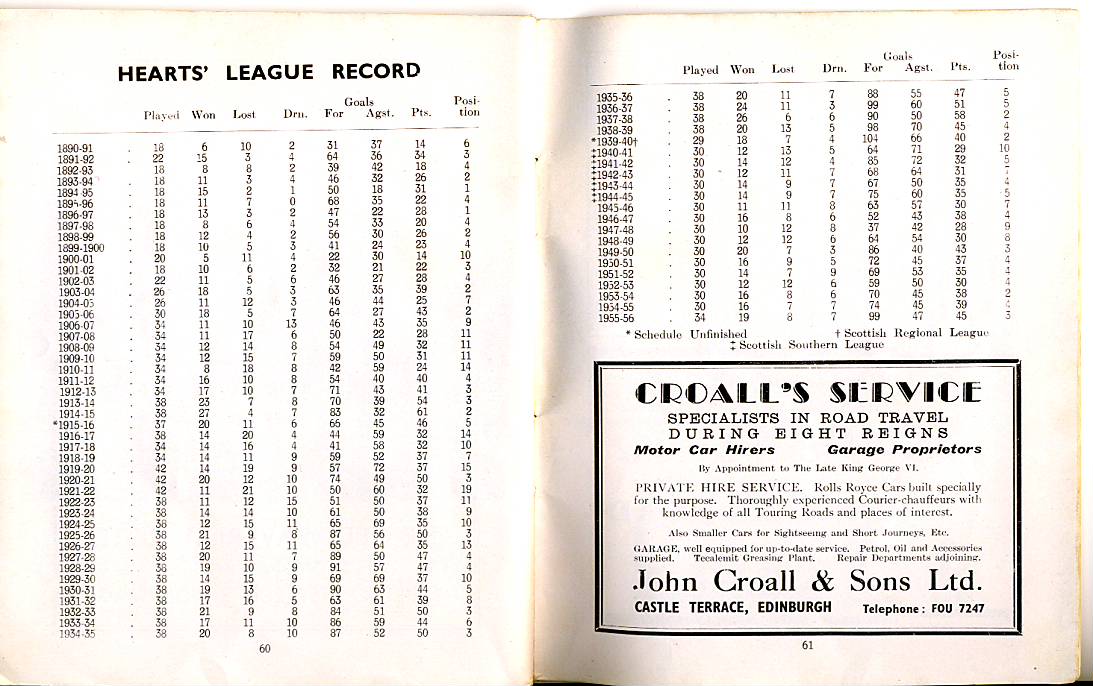 HEARTS' LEAGUE RECORD
Goals Posi-
Played Won Lost Drn. For Agst. Pts. tion
1890-91 . 18 6 10 2 31 37 14 6
1891-92 . 22 15 3 4 64 36 34 3
1892-93 . 18 8 8 2 39 42 18 4
1893-94 . 18 11 3 4 46 32 26 2
1894-95 . 18 15 2 1 50 18 31 1
1895-96 . 18 11 7 0 68 35 22 4
1896-97 . 18 13 3 2 47 22 28 1
1897-98 . 18 8 6 4 54 33 20 4
1898-99 . 18 12 4 2 56 30 26 2
1899-1900 . 18 10 5 3 41 24 23 4
1900-01 . 20 5 11 4 22 30 14 10
1901-02 . 18 10 6 2 32 21 22 3
1902-03 . 22 11 5 6 46 27 28 4
1903-04 . 26 18 5 3 63 35 39 2
1904-05 . 26 11 12 3 46 44 25 7
1905-06 . 30 18 5 7 64 27 43 2
1906-07 . 34 11 10 13 46 43 35 9
1907-08 . 34 11 17 6 50 22 28 11
1908-09 . 34 12 14 8 54 49 32 11
1909-10 . 34 12 15 7 59 50 31 11
1910-11 . 34 8 18 8 42 59 24 14
1911-12 . 34 16 10 8 54 40 40 4
1912-13 . 34 17 10 7 71 43 41 3
1913-14 . 38 23 7 8 70 39 54 3
1914-15 . 38 27 4 7 83 32 61 2
*1915-16 . 37 20 11 6 66 45 46 5
1916-17 . 38 14 20 4 44 59 32 14
1917-18 . 34 14 16 4 41 58 32 10
1918-19 . 34 14 11 9 59 52 37 7
1919-20 . 42 14 19 9 57 72 37 15
1920-21 . 42 20 12 10 74 49 50 3
1921-22 . 42 11 21 10 50 60 32 19
1922-23 . 38 11 12 15 51 50 37 11
1923-24 . 38 14 14 10 61 50 38 9
1924-25 . 38 12 15 11 65 69 35 10
1925-26 . 38 21 9 8 87 56 50 3
1926-27 . 38 12 15 11 65 64 35 13
1927-28 . 38 20 11 7 89 50 47 4
1928-29 . 38 19 10 9 91 57 47 4
1929-30 . 38 14 15 9 69 69 37 10
1930-31 . 38 19 13 6 90 63 44 5
1931-32 . 38 17 16 5 63 61 39 8
1932-33 . 38 21 9 8 84 51 50 3
1933-34 . 38 17 11 10 86 59 44 6
1934-35 . 38 20 8 10 87 52 50 3
60
Goals Posi-
Played Won Lost Drn. For Agst. Pts. tion
1935-36 . 38 20 11 7 88 55 47 5
1936-37 . 38 24 11 3 99 60 51 5
1937-38 . 38 26 6 6 90 50 58 2
1938-39 . 38 20 13 5 98 70 45 4
*1939-40† . 29 18 7 4 104 66 40 2
‡1940-41 . 30 12 13 5 64 71 29 10
‡1941-42 . 30 14 12 4 85 72 32 5
‡1942-43 . 30 12 11 7 68 64 31 7
‡1943-44 . 30 14 9 7 67 50 35 4
‡1944-45 . 30 14 9 7 75 60 35 5
1945-46 . 30 11 11 8 63 57 30 7
1946-47 . 30 16 8 6 52 43 38 4
1947-48 . 30 10 12 8 37 42 28 9
1948-49 . 30 12 12 6 64 54 30 8
1949-50 . 30 20 7 3 86 40 43 3
1950-51 . 30 16 9 5 72 45 37 4
1951-52 . 30 14 7 9 69 53 35 4
1952-53 . 30 12 12 6 59 50 30 4
1953-54 . 30 16 8 6 70 45 38 2
1954-55 . 30 16 7 7 74 45 39 4
1955-56 . 34 19 8 7 99 47 45 3
* Schedule Unfinished † Scottish Regional League
‡ Scottish Southern League
CROALL'S SERVICE
SPECIALISTS IN ROAD TRAVEL
DURING EIGHT REIGNS
Motor Car Hirers Garage Proprietors
By Appointment to The Late King George VI.
PRIVATE HIRE SERVICE. Rolls Royce Cars built specially
for the purpose. Thoroughly experienced Courier-chauffeurs with
knowledge of all Touring Roads and places of interest.
Also Smaller Cars for Sightseeing and Short Journeys, Etc.
GARAGE, well equipped for up-to-date service. Petrol, Oil and Accessories
supplied. Tecalemit Greasing Plant. Repair Departments adjoining.
John Croall & Sons Ltd.
CASTLE TERRACE, EDINBURGH Telephone : FOU 7247
61